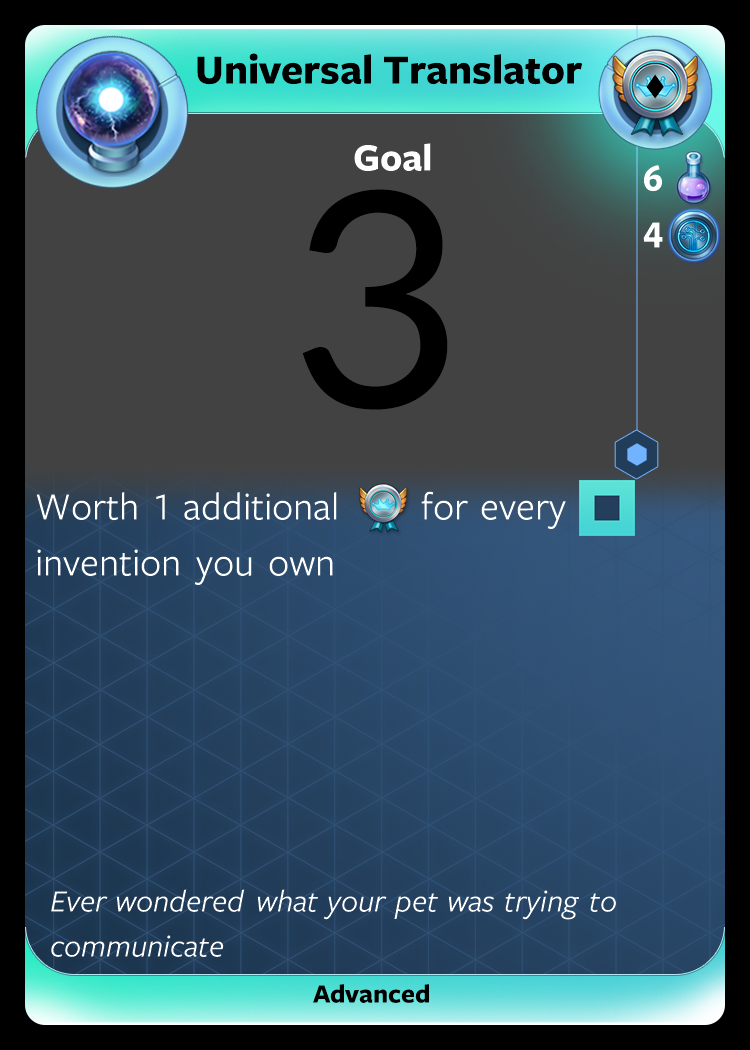 Universal Translator
Goal
3
6
4
Worth 1 additional for every
invention you own
Ever wondered what your pet was trying to
communicate
Advanced